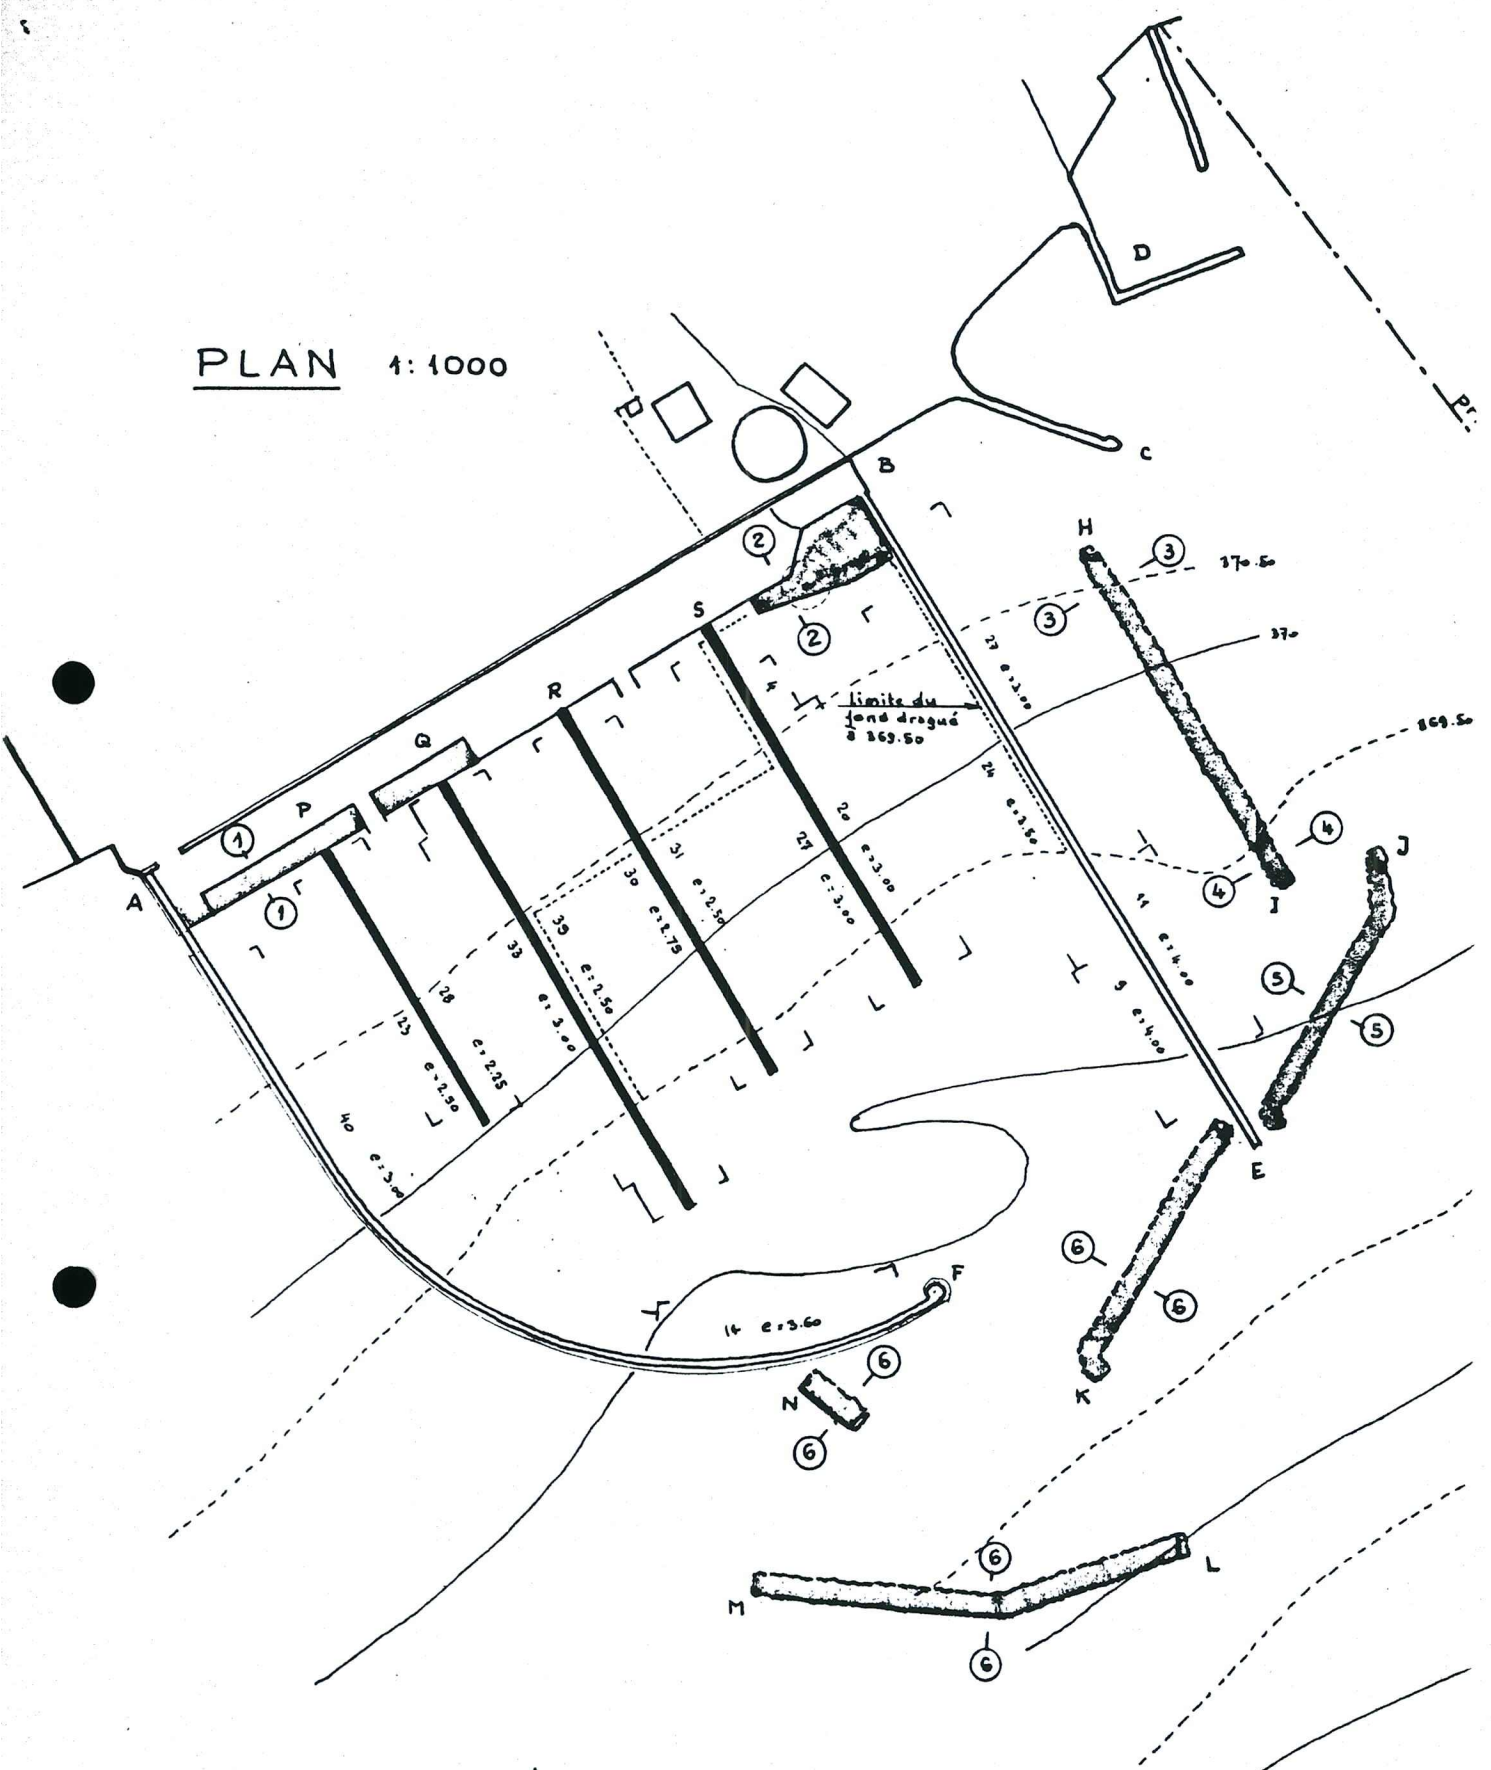 PLAN 1:1000
D
C
B
H
3
370.50
2
3
S
2
370
27 e=3.00
Limite du
fond dragué
à 369.50
R
369.50
Q
24 e=3.50
P
1
20 e=3.00
4
J
27 e=3.00
31 e=2.50
30 e=2.75
4
I
A
1
11 e=4.00
39 e=2.50
33 e=3.00
5
9 e=4.00
28 e=2.25
23 e=2.50
5
40 e=3.00
E
6
F
6
14 e=3.60
6
N
K
6
6
L
M
6